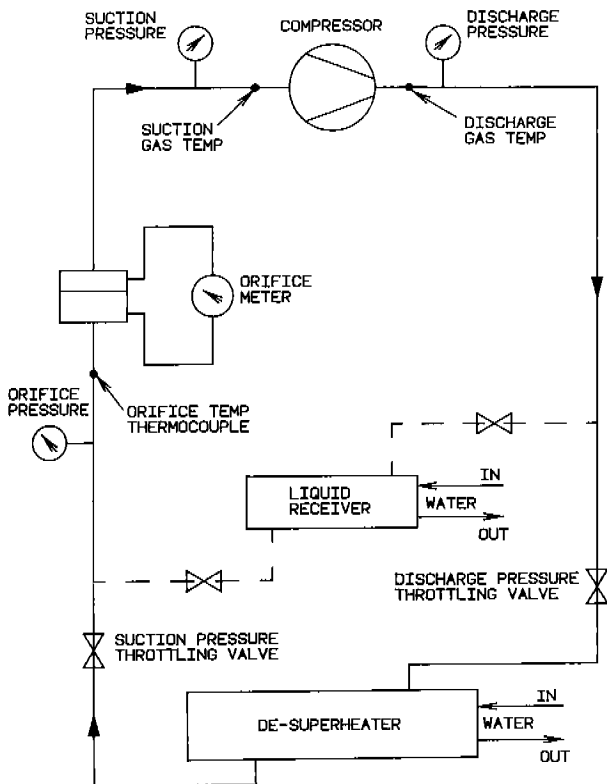 SUCTION
PRESSURE
COMPRESSOR
DISCHARGE
PRESSURE
SUCTION
GAS TEMP
DISCHARGE
GAS TEMP
ORIFICE
METER
ORIFICE
PRESSURE
ORIFICE TEMP
THERMOCOUPLE
LIQUID
RECEIVER
IN
WATER
OUT
DISCHARGE PRESSURE
THROTTLING VALVE
SUCTION PRESSURE
THROTTLING VALVE
DE-SUPERHEATER
IN
WATER
OUT